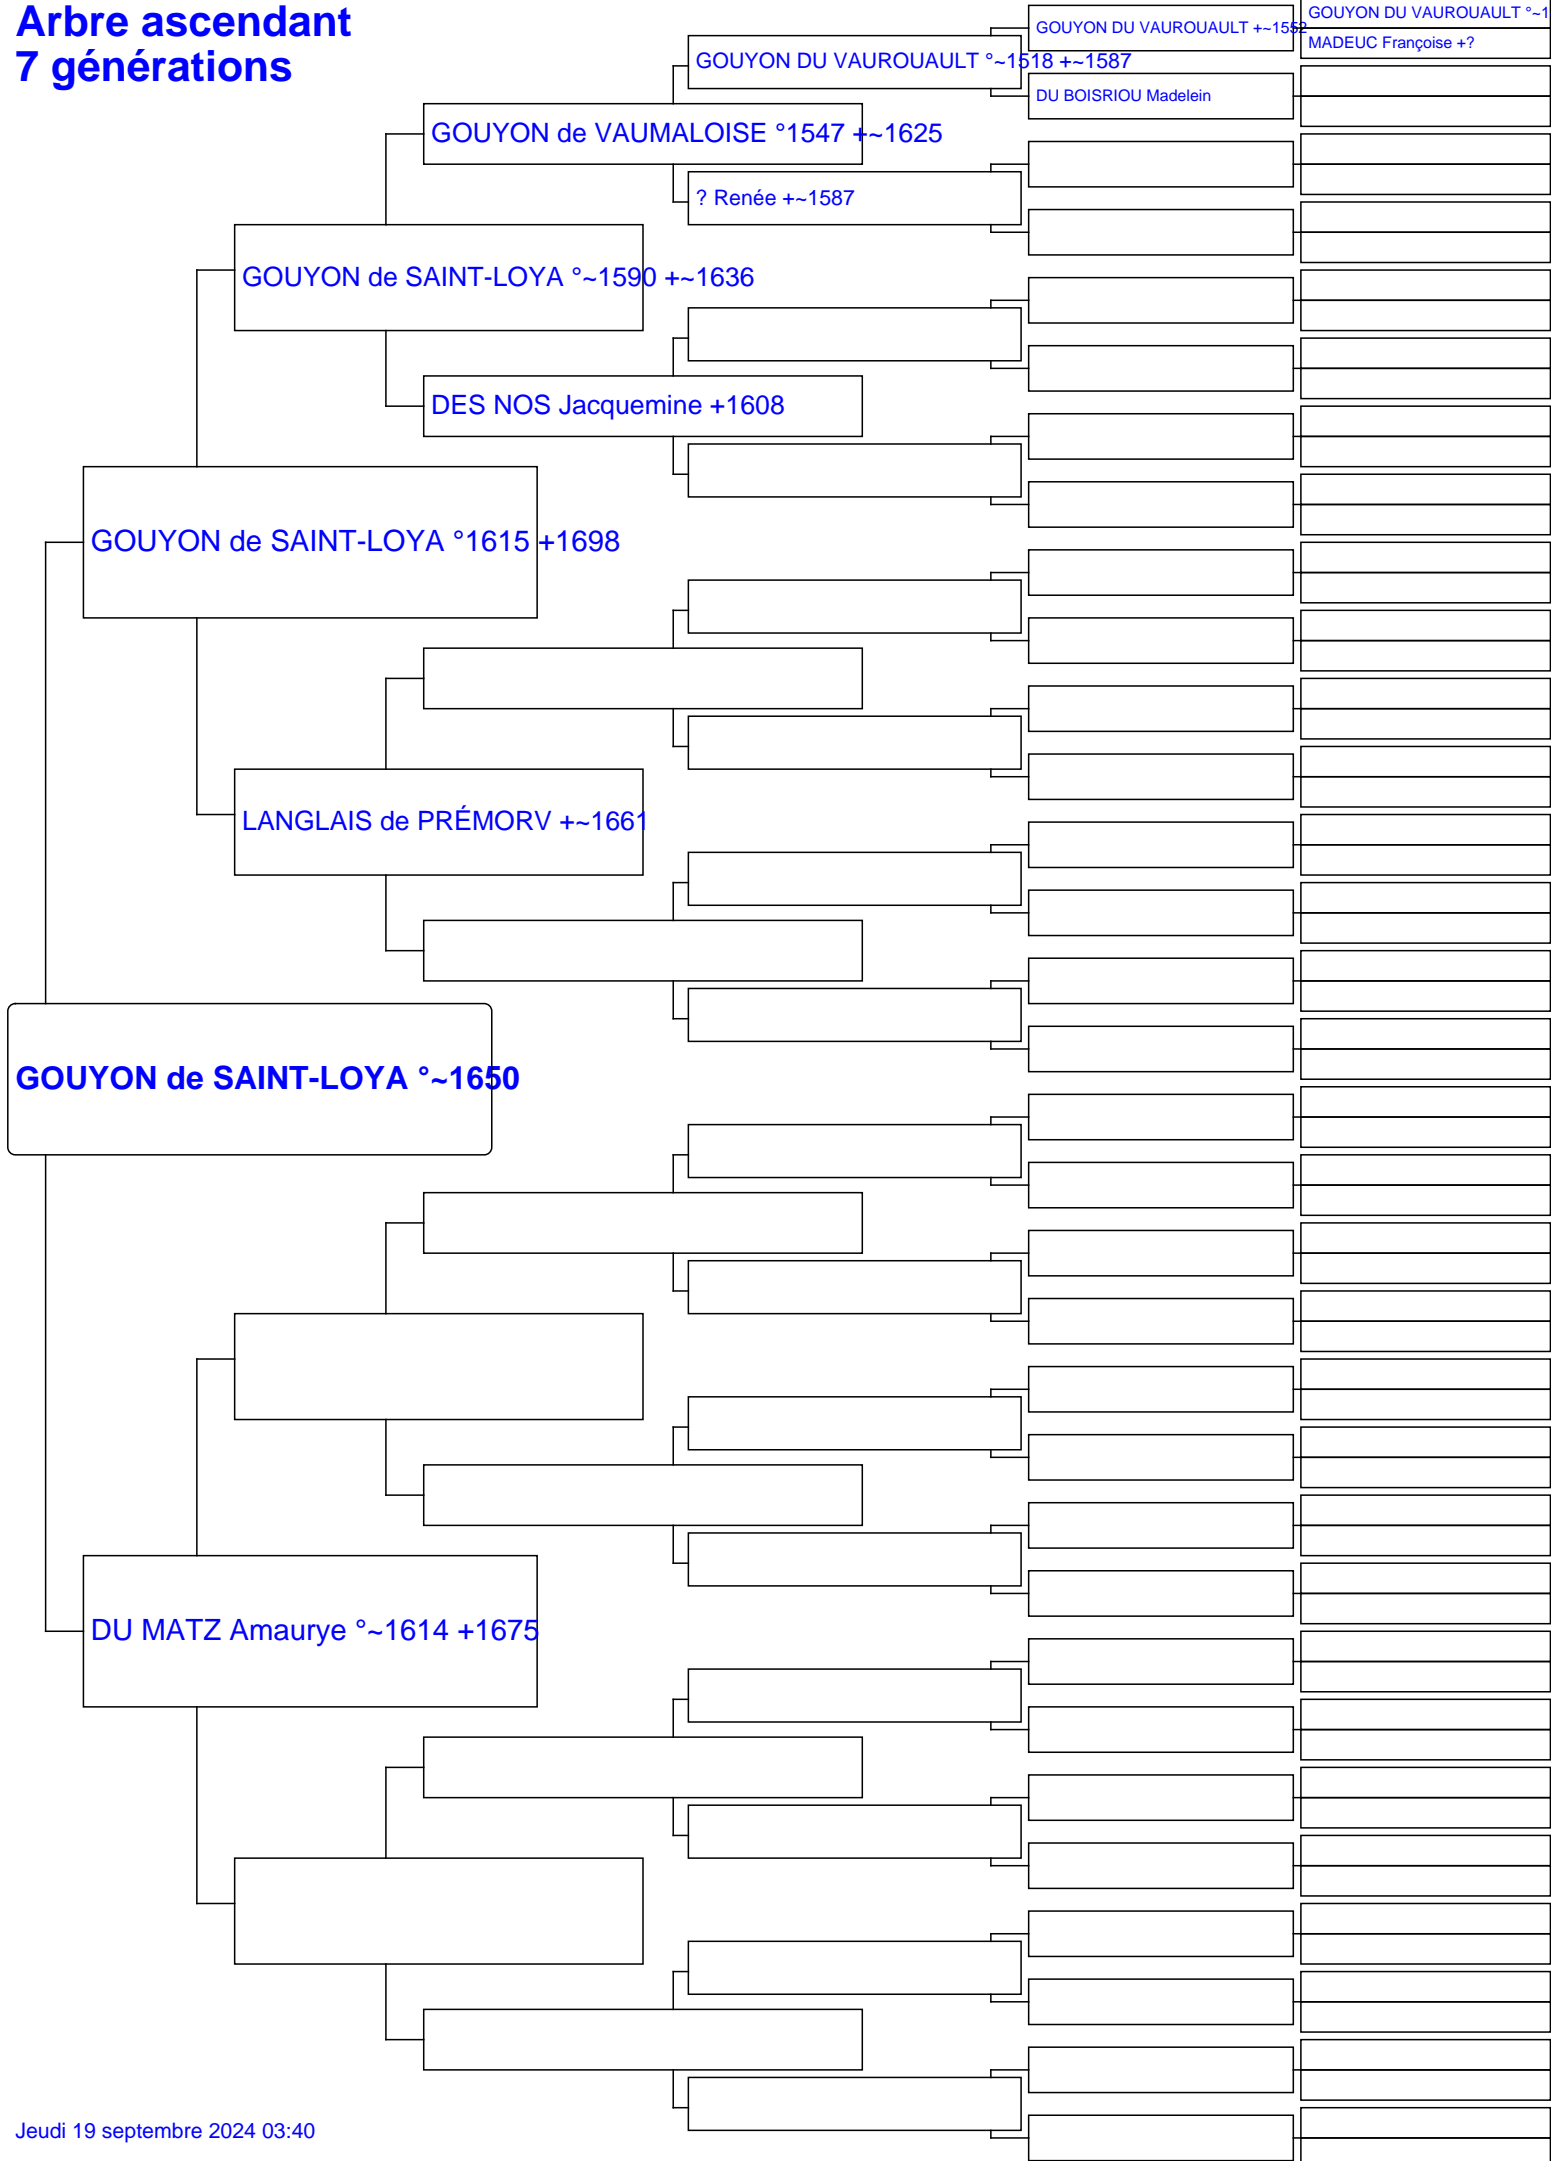 Arbre ascendant
7 générations
GOUYON DU VAUROUAULT °~1
GOUYON DU VAUROUAULT +~1552
MADEUC Françoise +?
GOUYON DU VAUROUAULT °~1518 +~1587
DU BOISRIOU Madelein
GOUYON de VAUMALOISE °1547 +~1625
? Renée +~1587
GOUYON de SAINT-LOYA °~1590 +~1636
DES NOS Jacquemine +1608
GOUYON de SAINT-LOYA °1615 +1698
LANGLAIS de PRÉMORV +~1661
GOUYON de SAINT-LOYA °~1650
DU MATZ Amaurye °~1614 +1675
Jeudi 19 septembre 2024 03:40